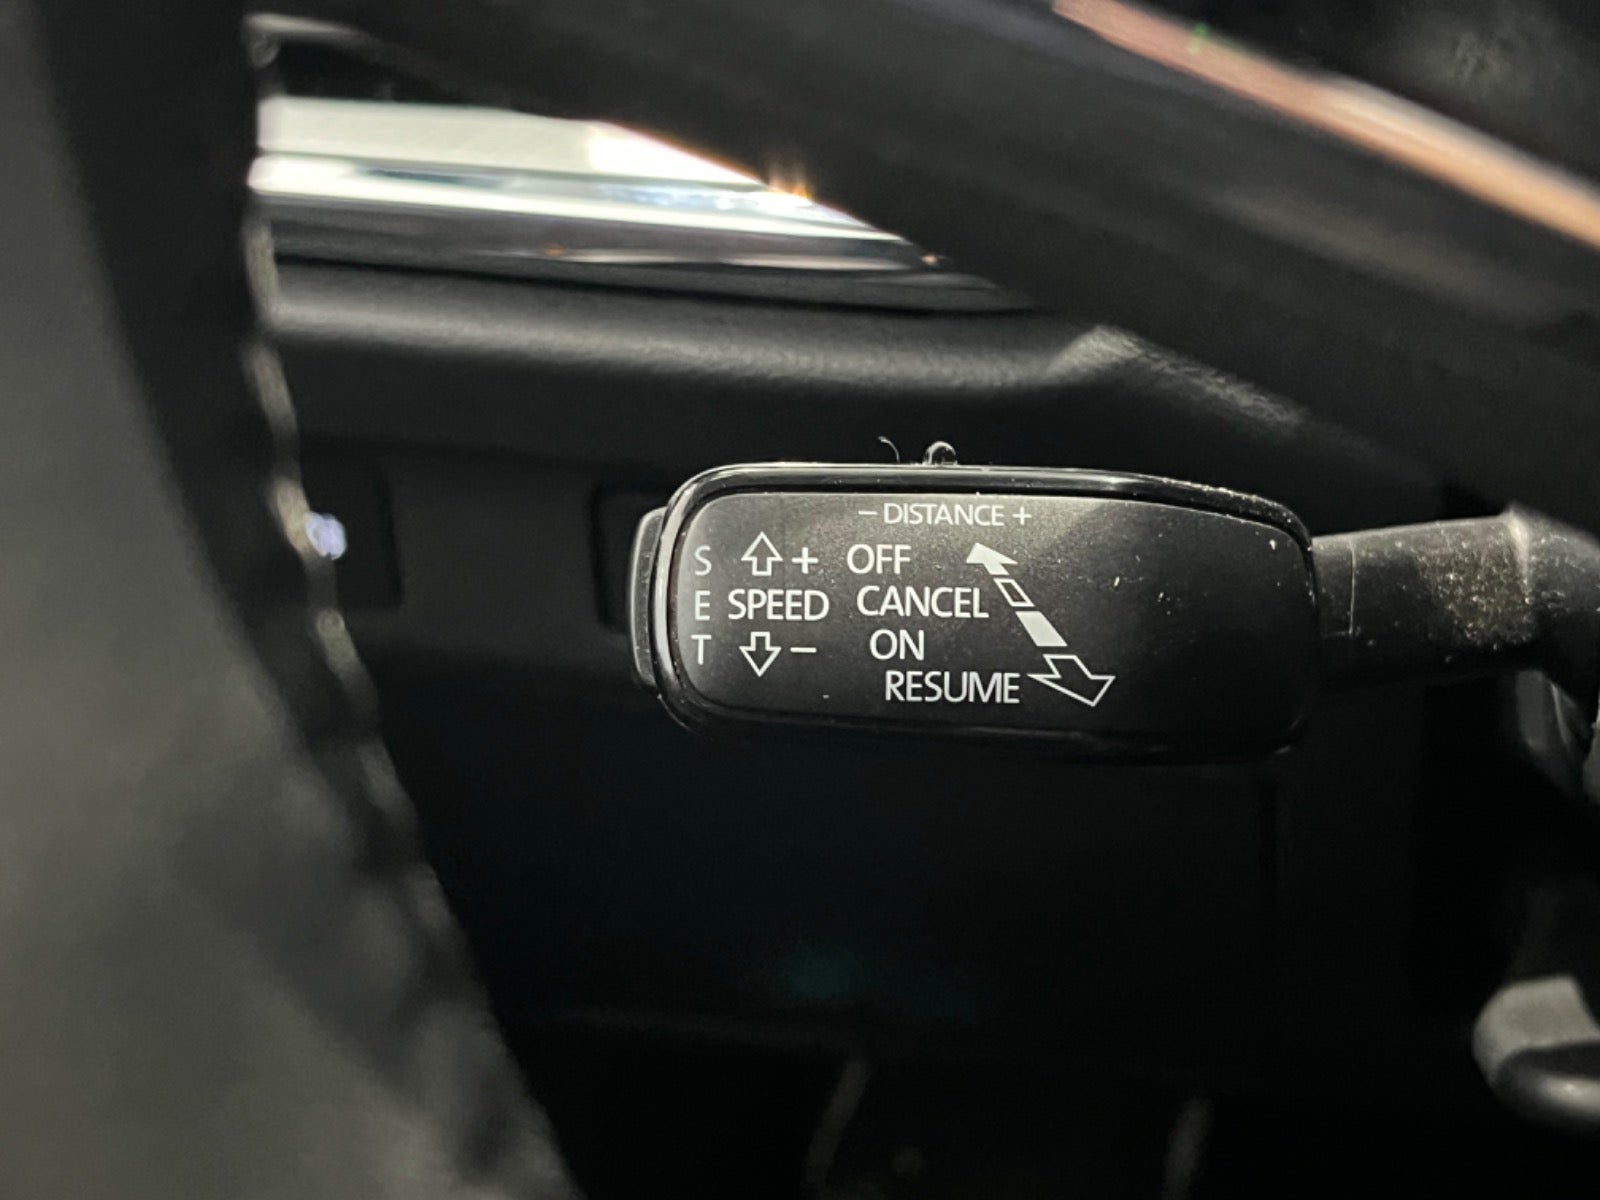 – DISTANCE +
S + OFF
E SPEED CANCEL
T – ON
RESUME